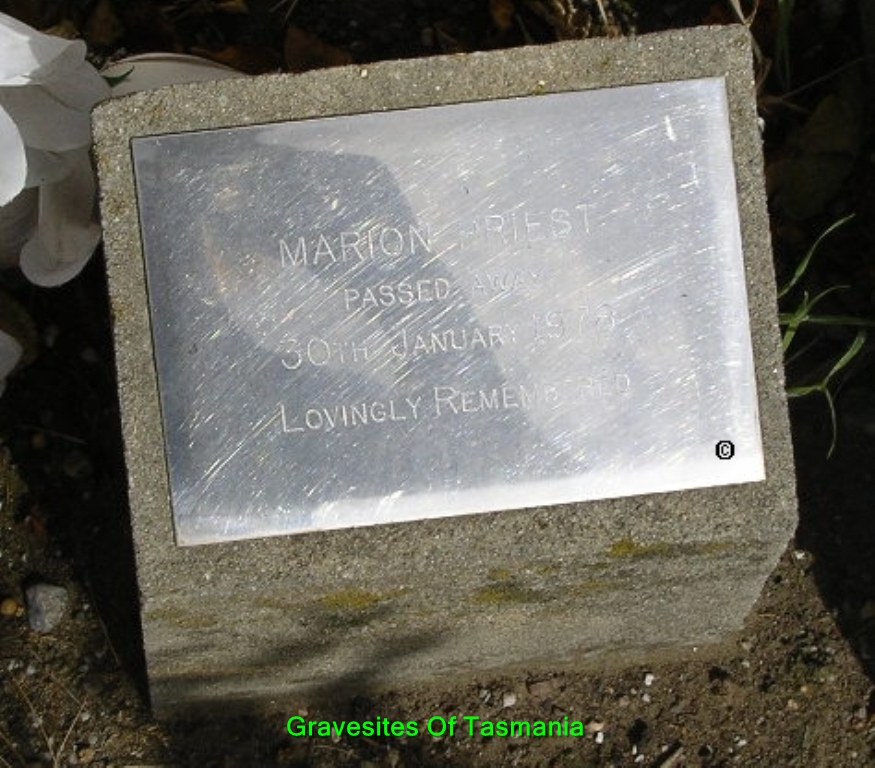 MARION PRIEST
PASSED AWAY
30TH JANUARY 1978
LOVINGLY REMEMBERED
©
Gravesites Of Tasmania